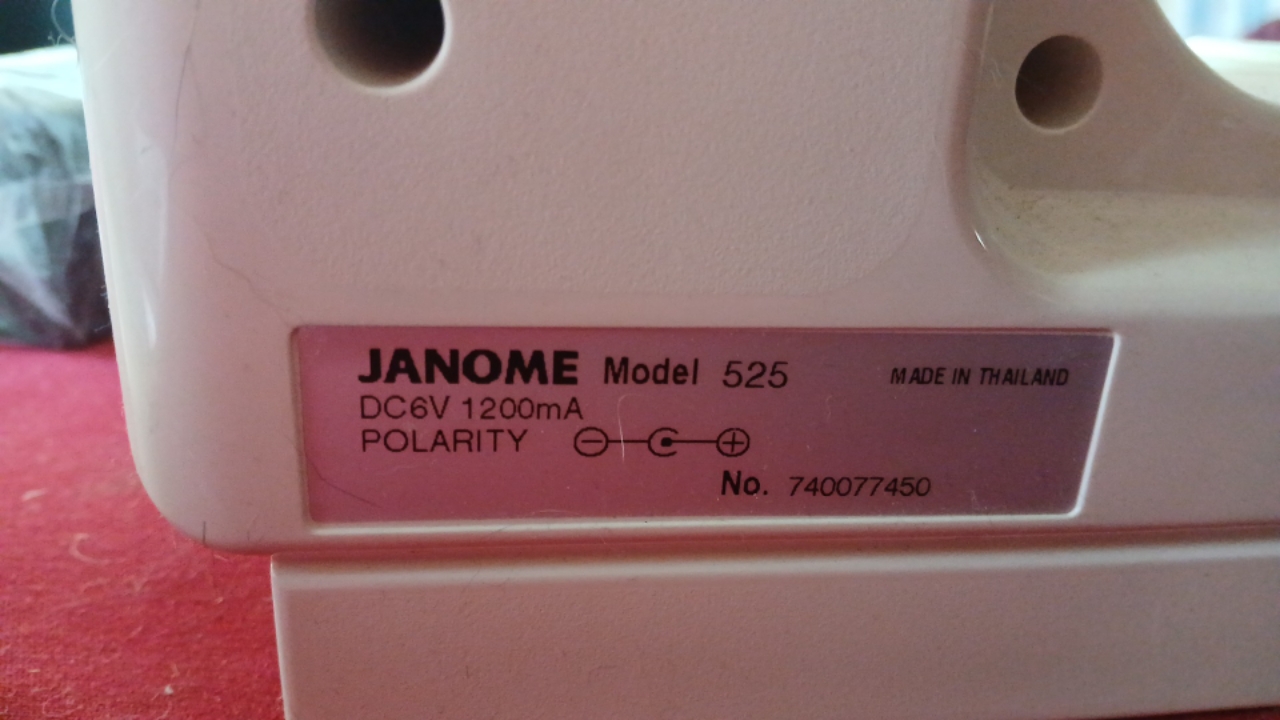 JANOME Model 525 MADE IN THAILAND
DC6V 1200mA
POLARITY
No. 740077450